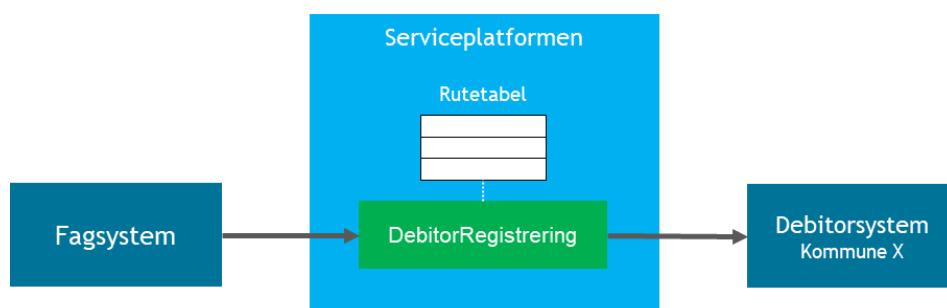 Serviceplatformen
Rutetabel
Fagsystem
DebitorRegistrering
Debitorsystem
Kommune X